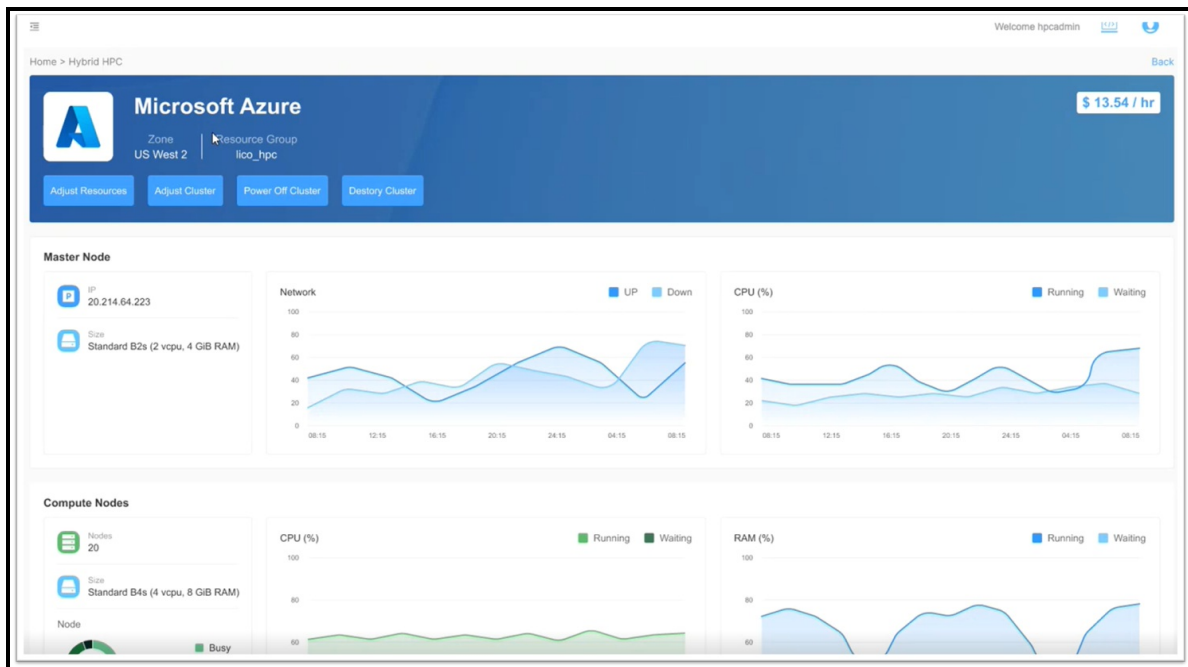 Welcome hpcadmin
Home > Hybrid HPC
Back
Microsoft Azure
$ 13.54 / hr
Zone
US West 2
Resource Group
lico_hpc
Adjust Resources
Adjust Cluster
Power Off Cluster
Destory Cluster
Master Node
IP
20.214.64.223
Size
Standard B2s (2 vcpu, 4 GiB RAM)
Network
UP
Down
100
80
60
40
20
0
08:15 12:15 16:15 20:15 24:15 04:15 08:15
CPU (%)
Running
Waiting
100
80
60
40
20
0
08:15 12:15 16:15 20:15 24:15 04:15 08:15
Compute Nodes
Nodes
20
Size
Standard B4s (4 vcpu, 8 GiB RAM)
Node
Busy
CPU (%)
Running
Waiting
100
80
60
RAM (%)
Running
Waiting
100
80
60